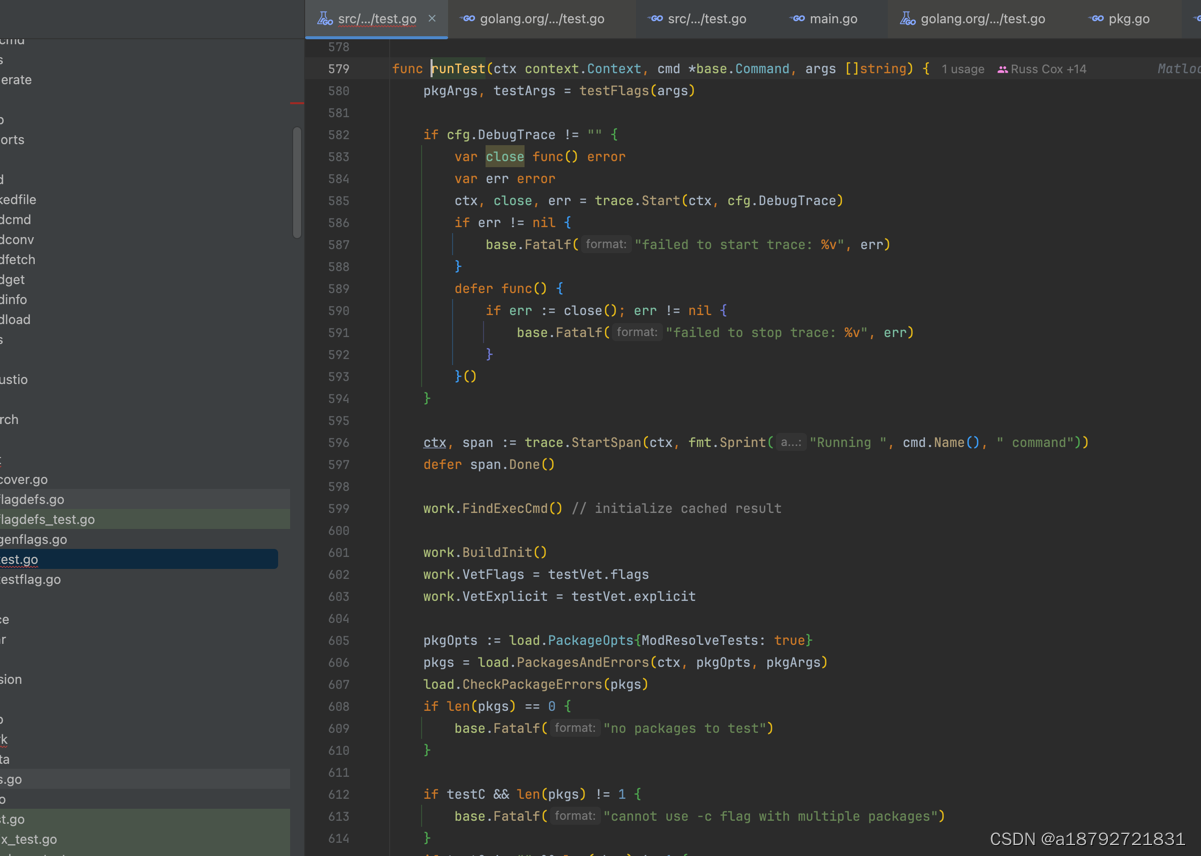 src/.../test.go ×
golang.org/.../test.go
src/.../test.go
main.go
golang.org/.../test.go
pkg.go
cmd
s
erate
o
orts
d
kedfile
dcmd
dconv
dfetch
dget
dinfo
dload
s
ustio
rch
t
cover.go
lagdefs.go
lagdefs_test.go
genflags.go
est.go
estflag.go
ce
r
sion
o
k
ta
s.go
o
st.go
x_test.go
578
579 func runTest(ctx context.Context, cmd *base.Command, args []string) { 1 usage Russ Cox +14 Matloc
580 pkgArgs, testArgs = testFlags(args)
581
582 if cfg.DebugTrace != "" {
583 var close func() error
584 var err error
585 ctx, close, err = trace.Start(ctx, cfg.DebugTrace)
586 if err != nil {
587 base.Fatalf( format: "failed to start trace: %v", err)
588 }
589 defer func() {
590 if err := close(); err != nil {
591 base.Fatalf( format: "failed to stop trace: %v", err)
592 }
593 }()
594 }
595
596 ctx, span := trace.StartSpan(ctx, fmt.Sprint( a...: "Running ", cmd.Name(), " command"))
597 defer span.Done()
598
599 work.FindExecCmd() // initialize cached result
600
601 work.BuildInit()
602 work.VetFlags = testVet.flags
603 work.VetExplicit = testVet.explicit
604
605 pkgOpts := load.PackageOpts{ModResolveTests: true}
606 pkgs = load.PackagesAndErrors(ctx, pkgOpts, pkgArgs)
607 load.CheckPackageErrors(pkgs)
608 if len(pkgs) == 0 {
609 base.Fatalf( format: "no packages to test")
610 }
611
612 if testC && len(pkgs) != 1 {
613 base.Fatalf( format: "cannot use -c flag with multiple packages")
614 }
CSDN @a18792721831